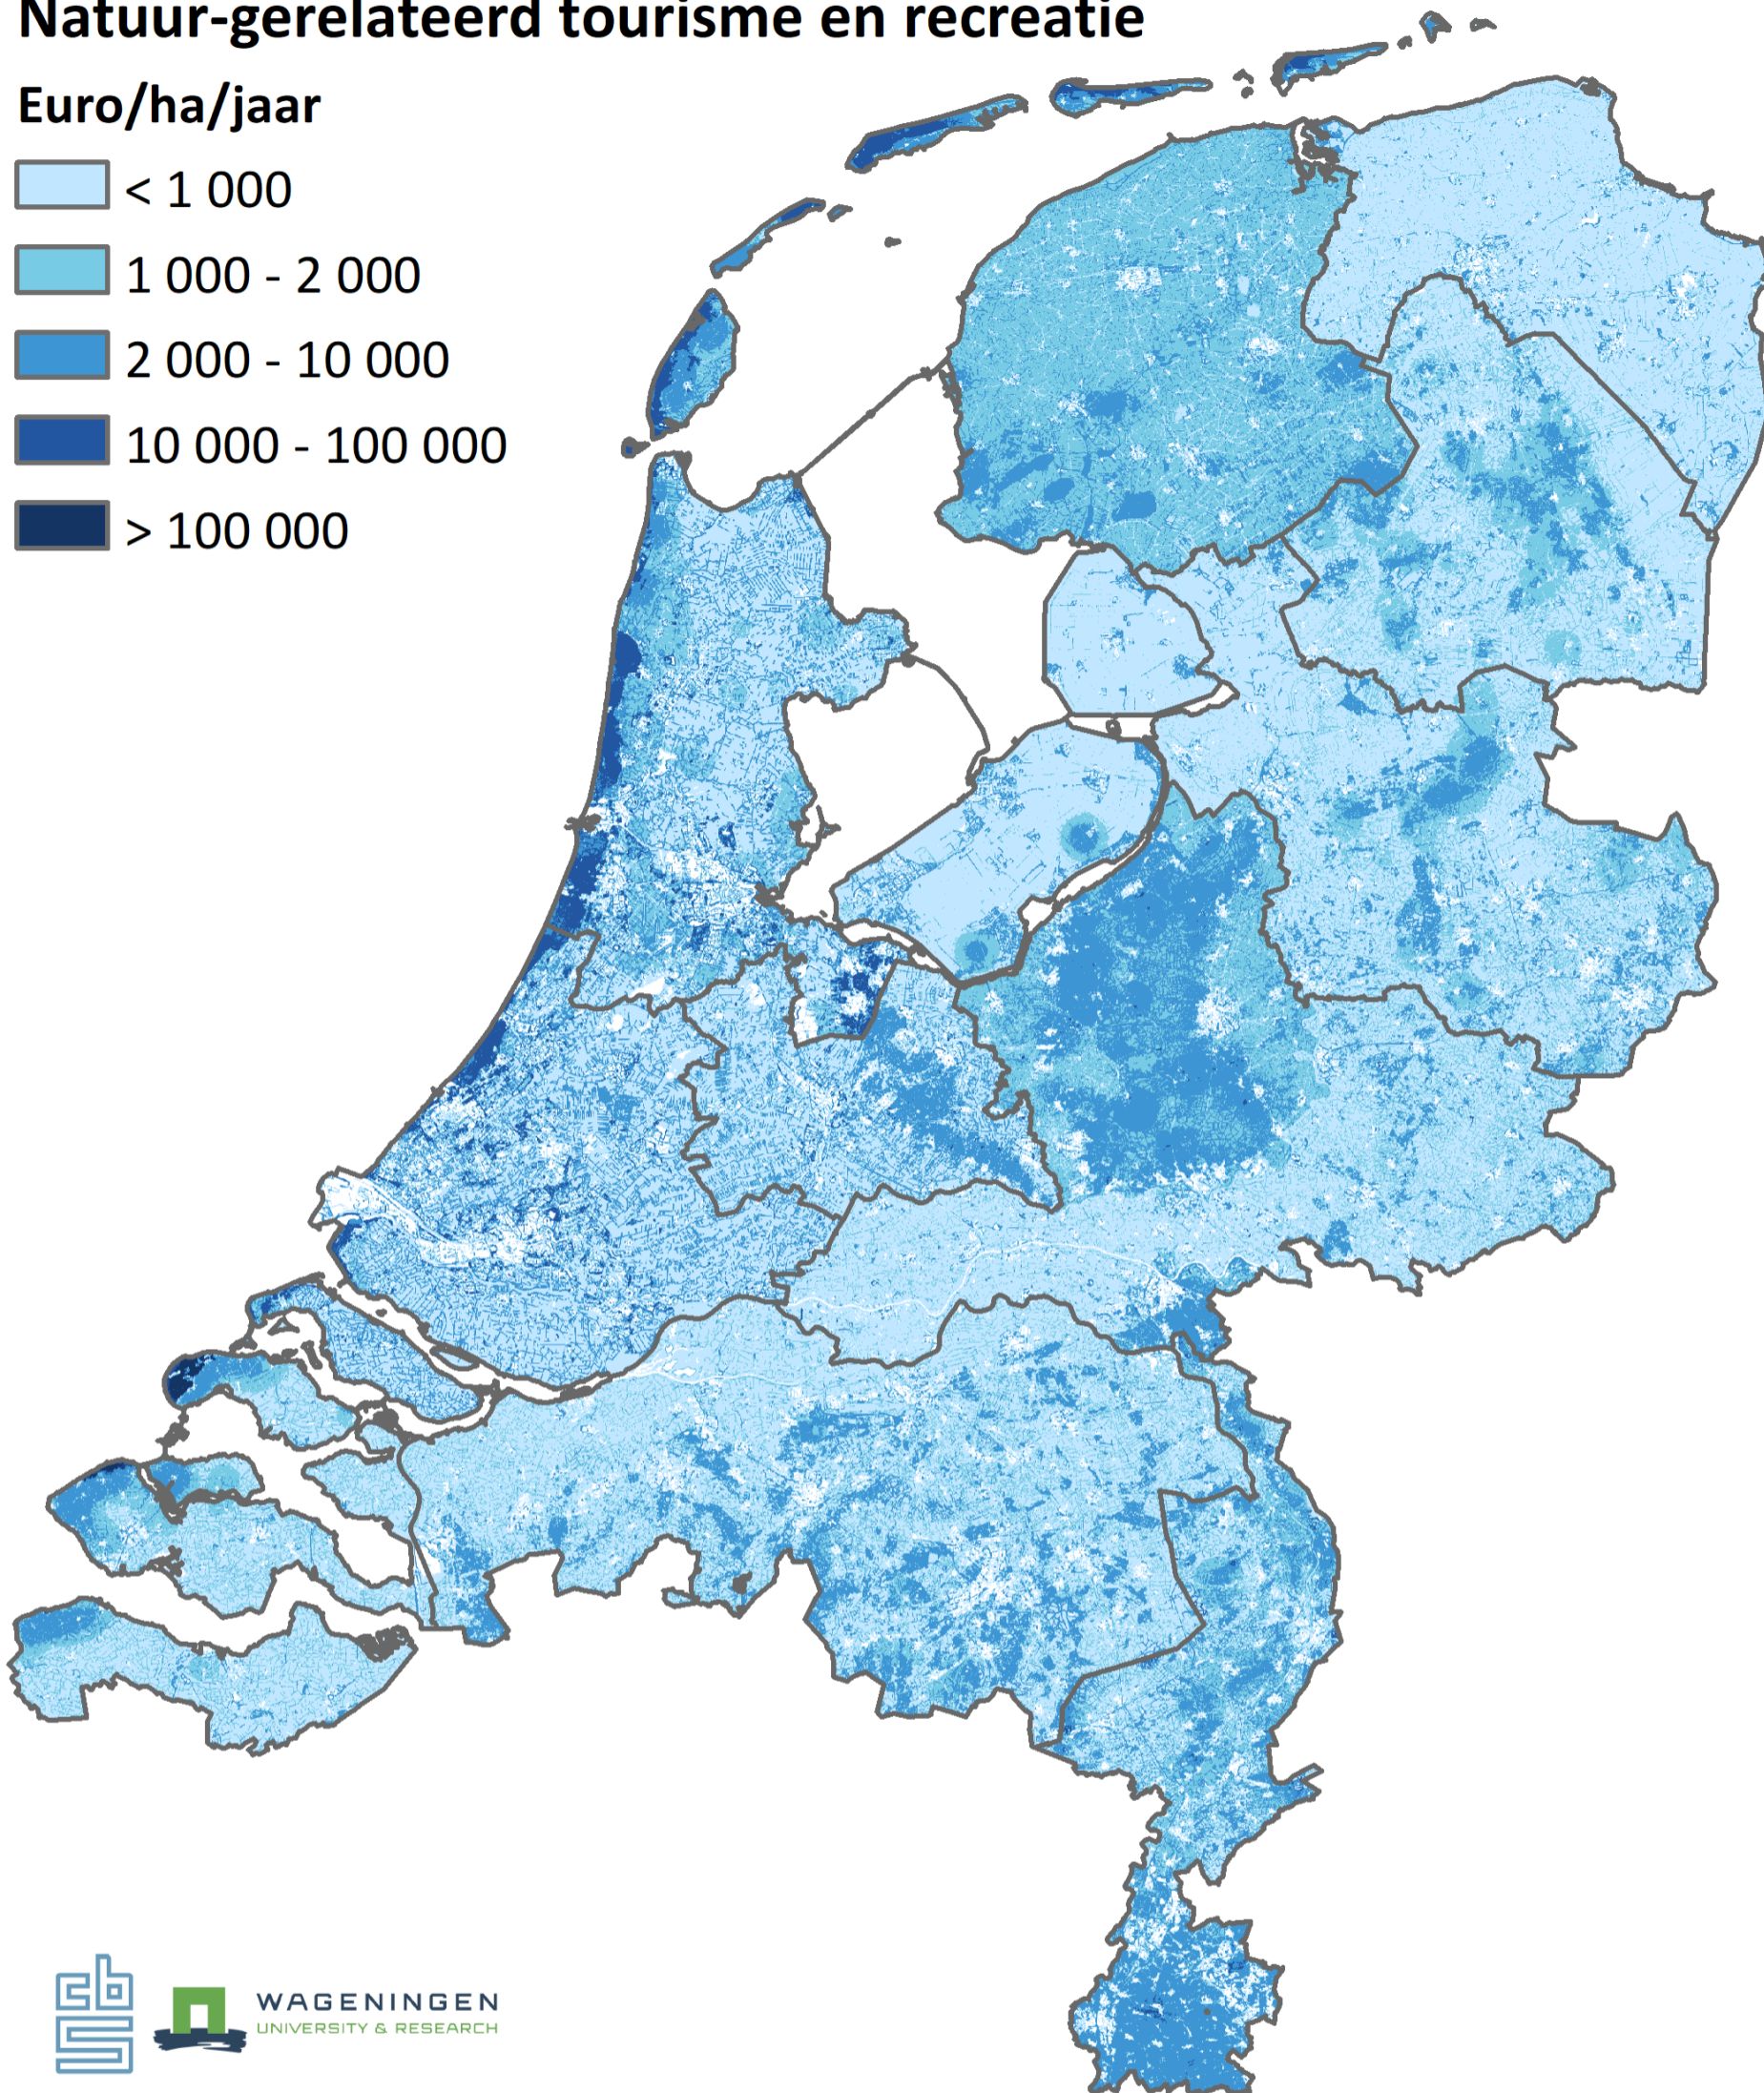 Natuur-gerelateerd tourisme en recreatie
Euro/ha/jaar
< 1 000
1 000 - 2 000
2 000 - 10 000
10 000 - 100 000
> 100 000
cbs
WAGENINGEN
UNIVERSITY & RESEARCH